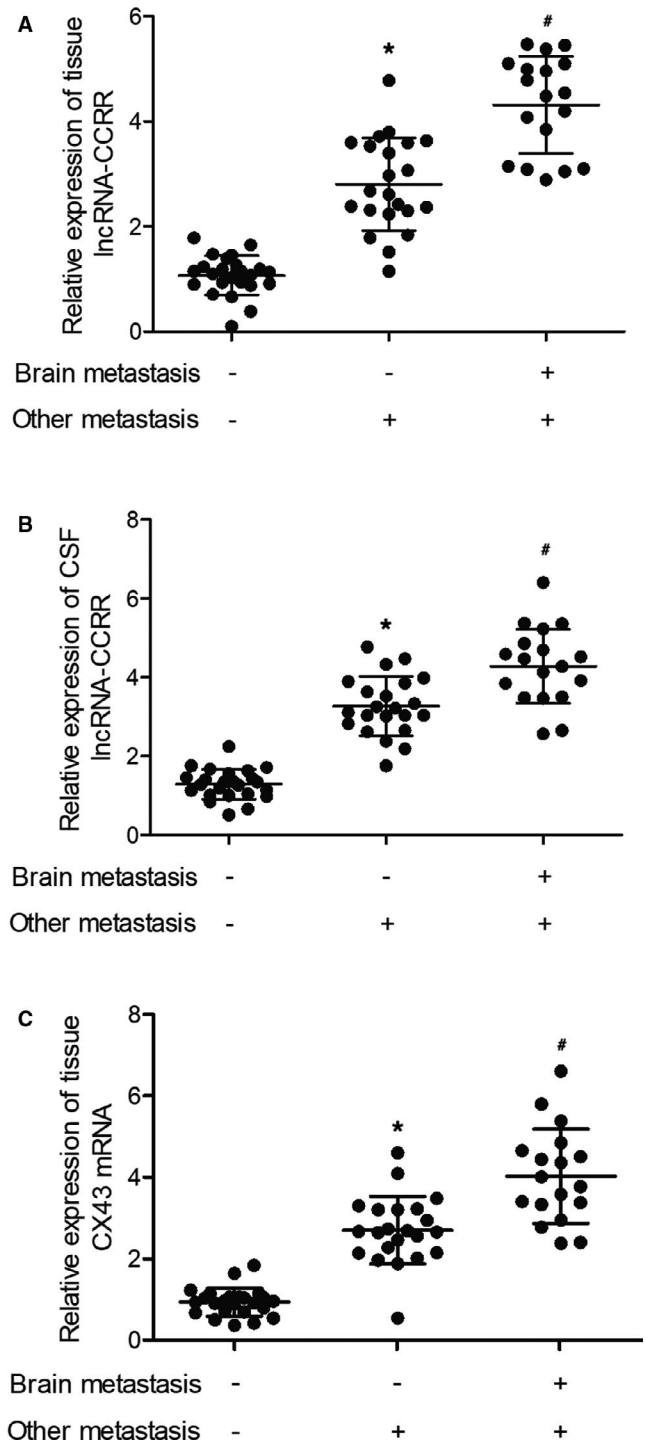 A
Relative expression of tissue
lncRNA-CCRR
6
4
2
0
*
#
Brain metastasis - - +
Other metastasis - + +
B
Relative expression of CSF
lncRNA-CCRR
8
6
4
2
0
*
#
Brain metastasis - - +
Other metastasis - + +
C
Relative expression of tissue
CX43 mRNA
8
6
4
2
0
*
#
Brain metastasis - - +
Other metastasis - + +